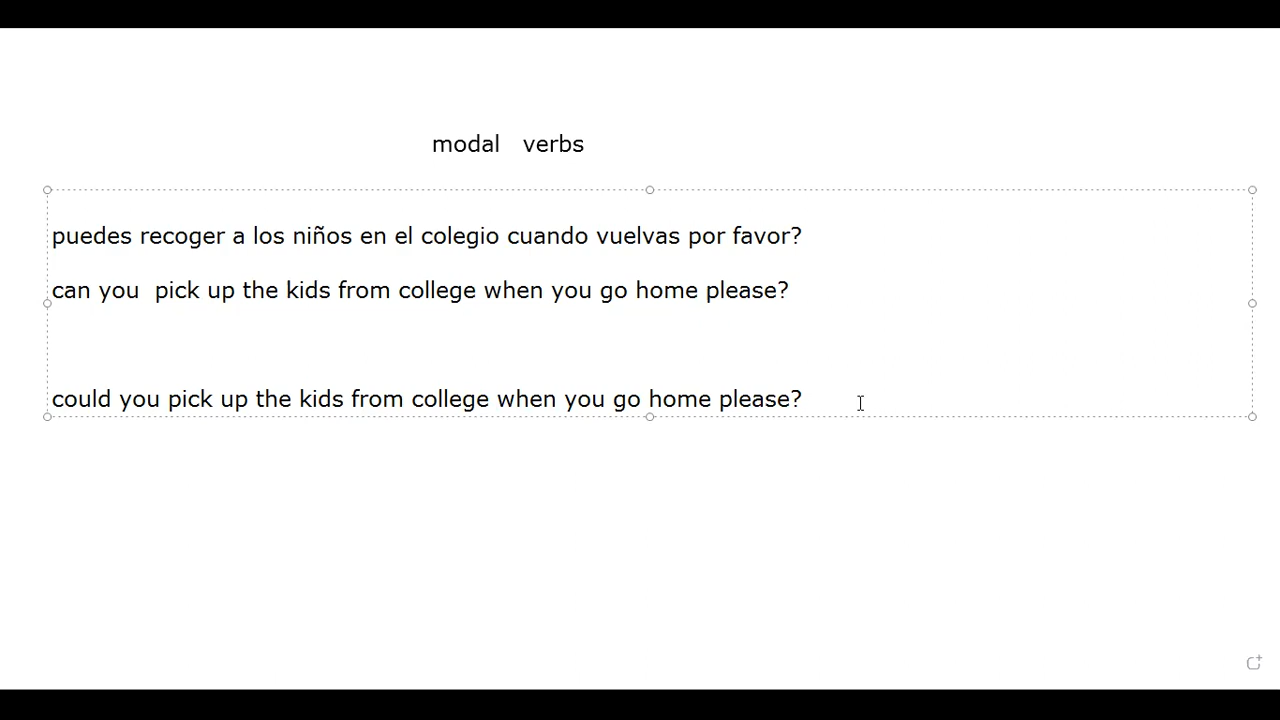 modal verbs
puedes recoger a los niños en el colegio cuando vuelvas por favor?
can you pick up the kids from college when you go home please?
could you pick up the kids from college when you go home please?